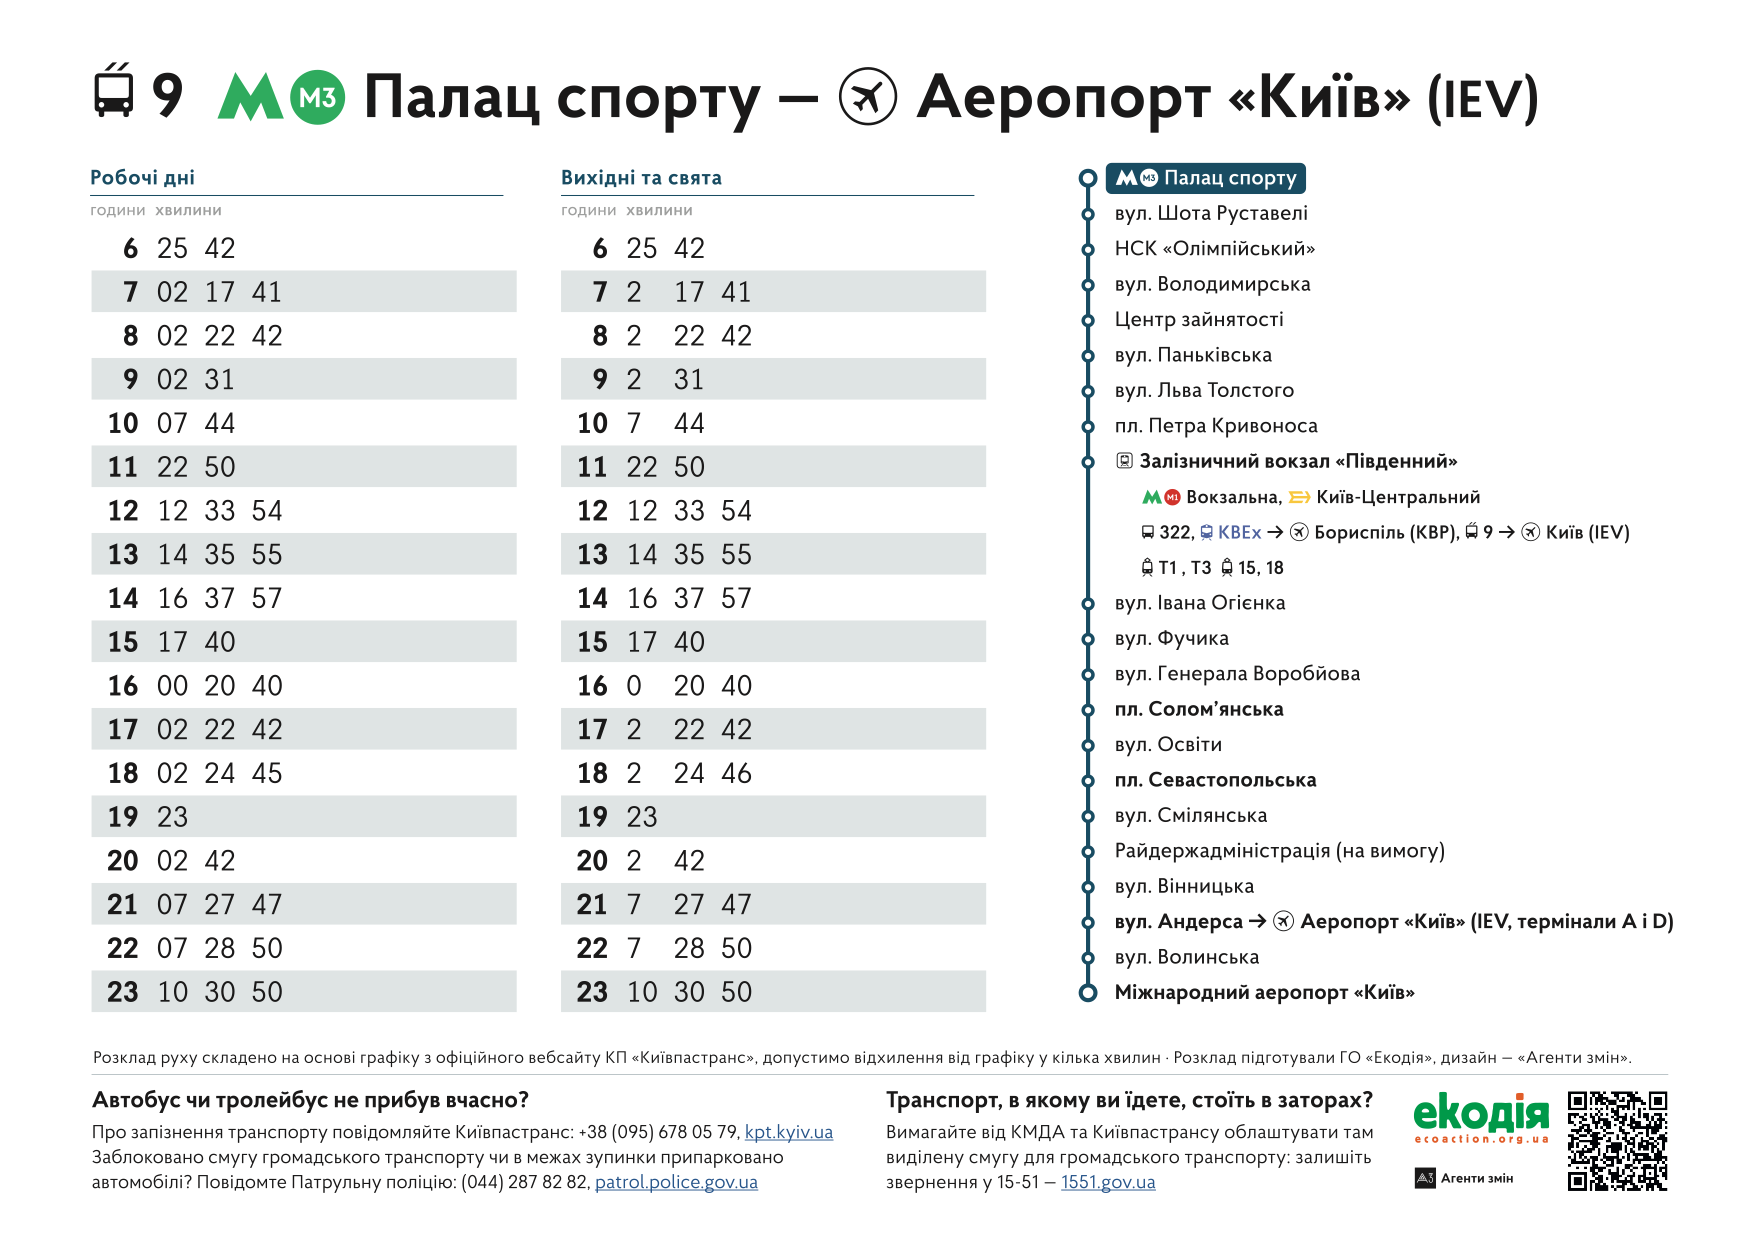 9 М3 Палац спорту — Аеропорт «Київ» (IEV)
Робочі дні
ГОДИНИ ХВИЛИНИ
6 25 42
7 02 17 41
8 02 22 42
9 02 31
10 07 44
11 22 50
12 12 33 54
13 14 35 55
14 16 37 57
15 17 40
16 00 20 40
17 02 22 42
18 02 24 45
19 23
20 02 42
21 07 27 47
22 07 28 50
23 10 30 50
Вихідні та свята
ГОДИНИ ХВИЛИНИ
6 25 42
7 2 17 41
8 2 22 42
9 2 31
10 7 44
11 22 50
12 12 33 54
13 14 35 55
14 16 37 57
15 17 40
16 0 20 40
17 2 22 42
18 2 24 46
19 23
20 2 42
21 7 27 47
22 7 28 50
23 10 30 50
М3 Палац спорту
вул. Шота Руставелі
НСК «Олімпійський»
вул. Володимирська
Центр зайнятості
вул. Паньківська
вул. Льва Толстого
пл. Петра Кривоноса
Залізничний вокзал «Південний»
М1 Вокзальна, Київ-Центральний
322, KBEx → Бориспіль (KBP), 9 → Київ (IEV)
Т1 , Т3 15, 18
вул. Івана Огієнка
вул. Фучика
вул. Генерала Воробйова
пл. Солом’янська
вул. Освіти
пл. Севастопольська
вул. Смілянська
Райдержадміністрація (на вимогу)
вул. Вінницька
вул. Андерса → Аеропорт «Київ» (IEV, термінали A і D)
вул. Волинська
Міжнародний аеропорт «Київ»
Розклад руху складено на основі графіку з офіційного вебсайту КП «Київпастранс», допустимо відхилення від графіку у кілька хвилин · Розклад підготували ГО «Екодія», дизайн — «Агенти змін».
Автобус чи тролейбус не прибув вчасно?
Про запізнення транспорту повідомляйте Київпастранс: +38 (095) 678 05 79, kpt.kyiv.ua
Заблоковано смугу громадського транспорту чи в межах зупинки припарковано
автомобілі? Повідомте Патрульну поліцію: (044) 287 82 82, patrol.police.gov.ua
Транспорт, в якому ви їдете, стоїть в заторах?
Вимагайте від КМДА та Київпастрансу облаштувати там
виділену смугу для громадського транспорту: залишіть
звернення у 15-51 — 1551.gov.ua
екодія
ecoaction.org.ua
АЗ Агенти змін